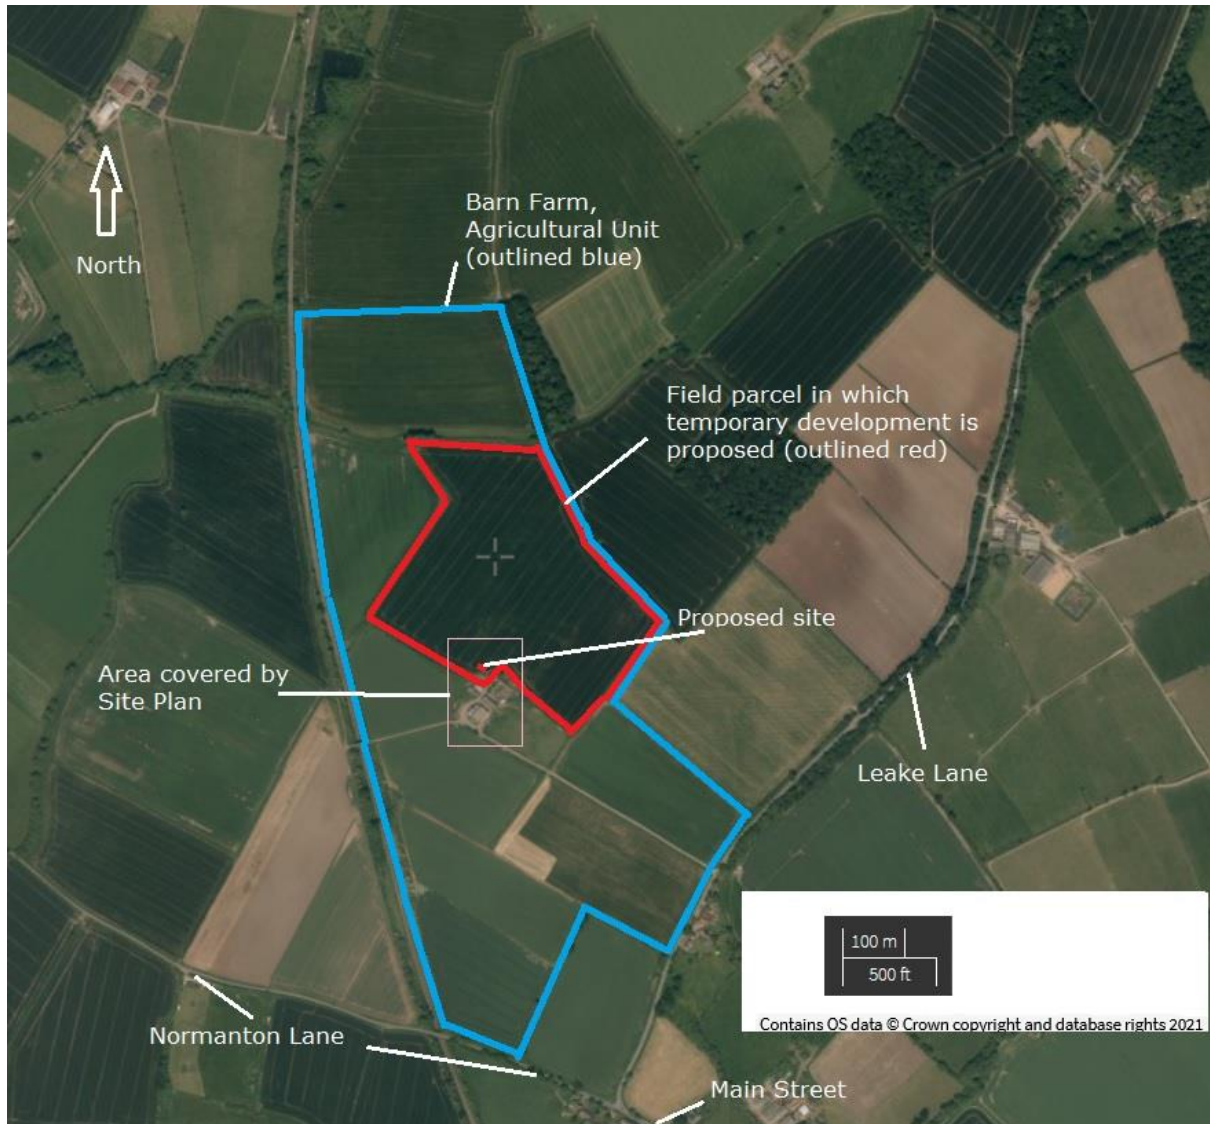 Barn Farm,
Agricultural Unit
(outlined blue)
North
Field parcel in which
temporary development is
proposed (outlined red)
Proposed site
Area covered by
Site Plan
Leake Lane
100 m
500 ft
Contains OS data © Crown copyright and database rights 2021
Normanton Lane
Main Street